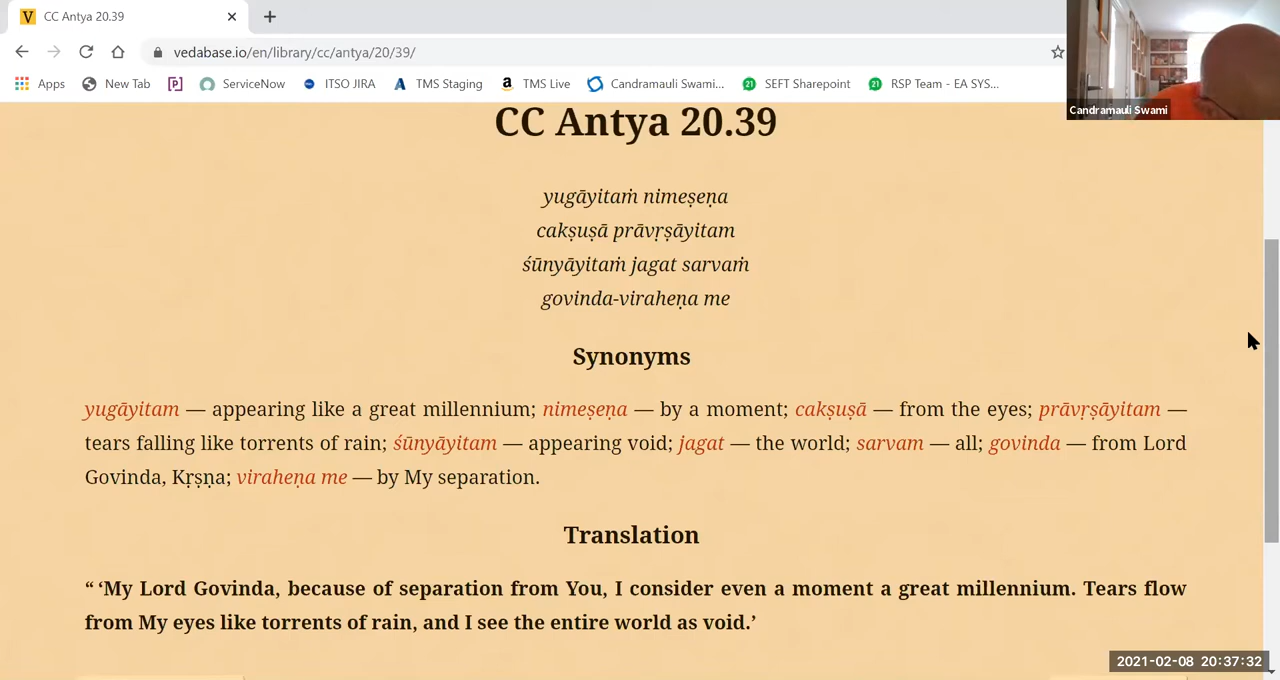 CC Antya 20.39
vedabase.io/en/library/cc/antya/20/39/
Apps New Tab ServiceNow ITSO JIRA TMS Staging TMS Live Candramauli Swami... SEFT Sharepoint RSP Team - EA SYS...
Candramauli Swami
CC Antya 20.39
yugāyitaṁ nimeṣeṇa
cakṣuṣā prāvṛṣāyitam
śūnyāyitaṁ jagat sarvaṁ
govinda-viraheṇa me
Synonyms
yugāyitam — appearing like a great millennium; nimeṣeṇa — by a moment; cakṣuṣā — from the eyes; prāvṛṣāyitam —
tears falling like torrents of rain; śūnyāyitam — appearing void; jagat — the world; sarvam — all; govinda — from Lord
Govinda, Kṛṣṇa; viraheṇa me — by My separation.
Translation
“ ‘My Lord Govinda, because of separation from You, I consider even a moment a great millennium. Tears flow
from My eyes like torrents of rain, and I see the entire world as void.’
2021-02-08 20:37:32